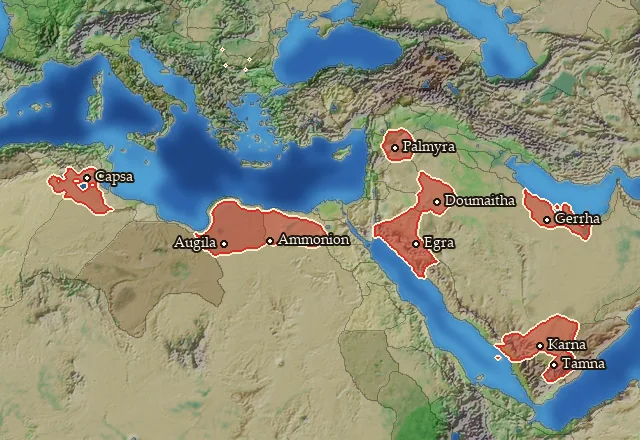 Palmyra
Capsa
Doumaitha
Gerrha
Augila
Ammonion
Egra
Karna
Tamna